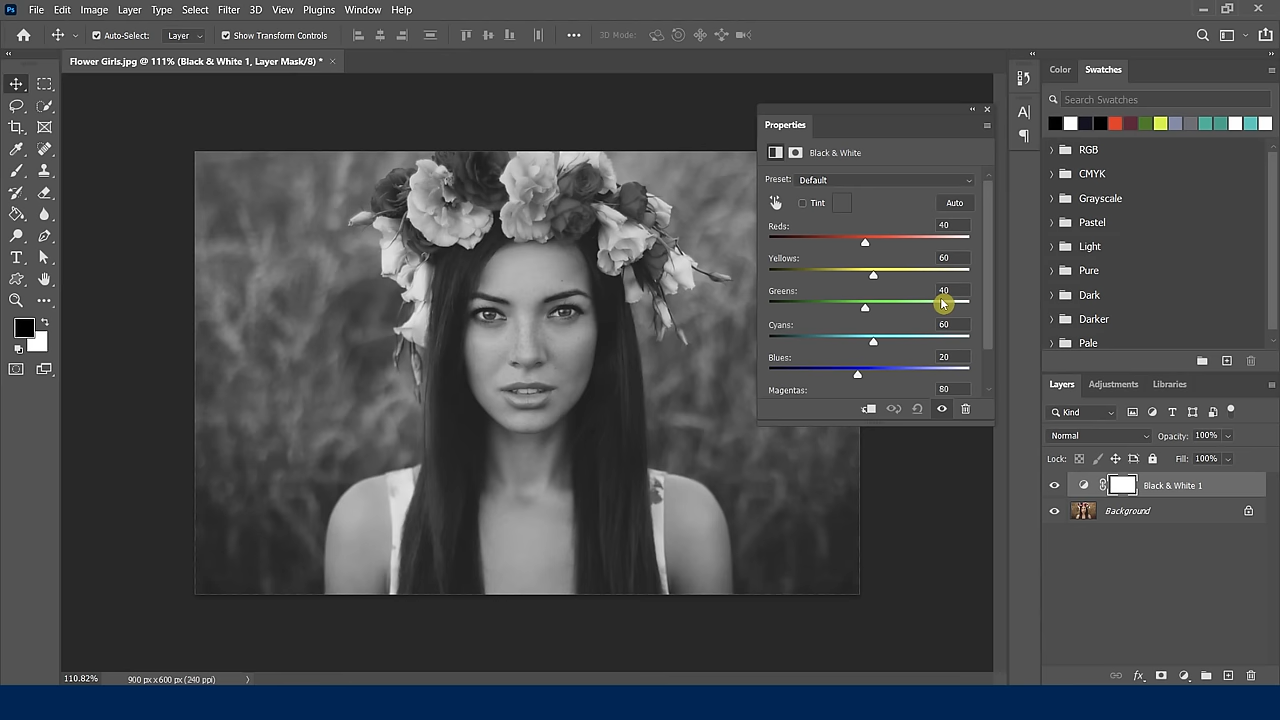 Ps File Edit Image Layer Type Select Filter 3D View Plugins Window Help
Auto-Select: Layer Show Transform Controls 3D Mode:
Flower Girls.jpg @ 111% (Black & White 1, Layer Mask/8) *
Properties
Black & White
Preset: Default
Tint Auto
Reds: 40
Yellows: 60
Greens: 40
Cyans: 60
Blues: 20
Magentas: 80
Color Swatches
Search Swatches
RGB
CMYK
Grayscale
Pastel
Light
Pure
Dark
Darker
Pale
Layers Adjustments Libraries
Kind
Normal Opacity: 100%
Lock: Fill: 100%
Black & White 1
Background
110.82% 900 px x 600 px (240 ppi)